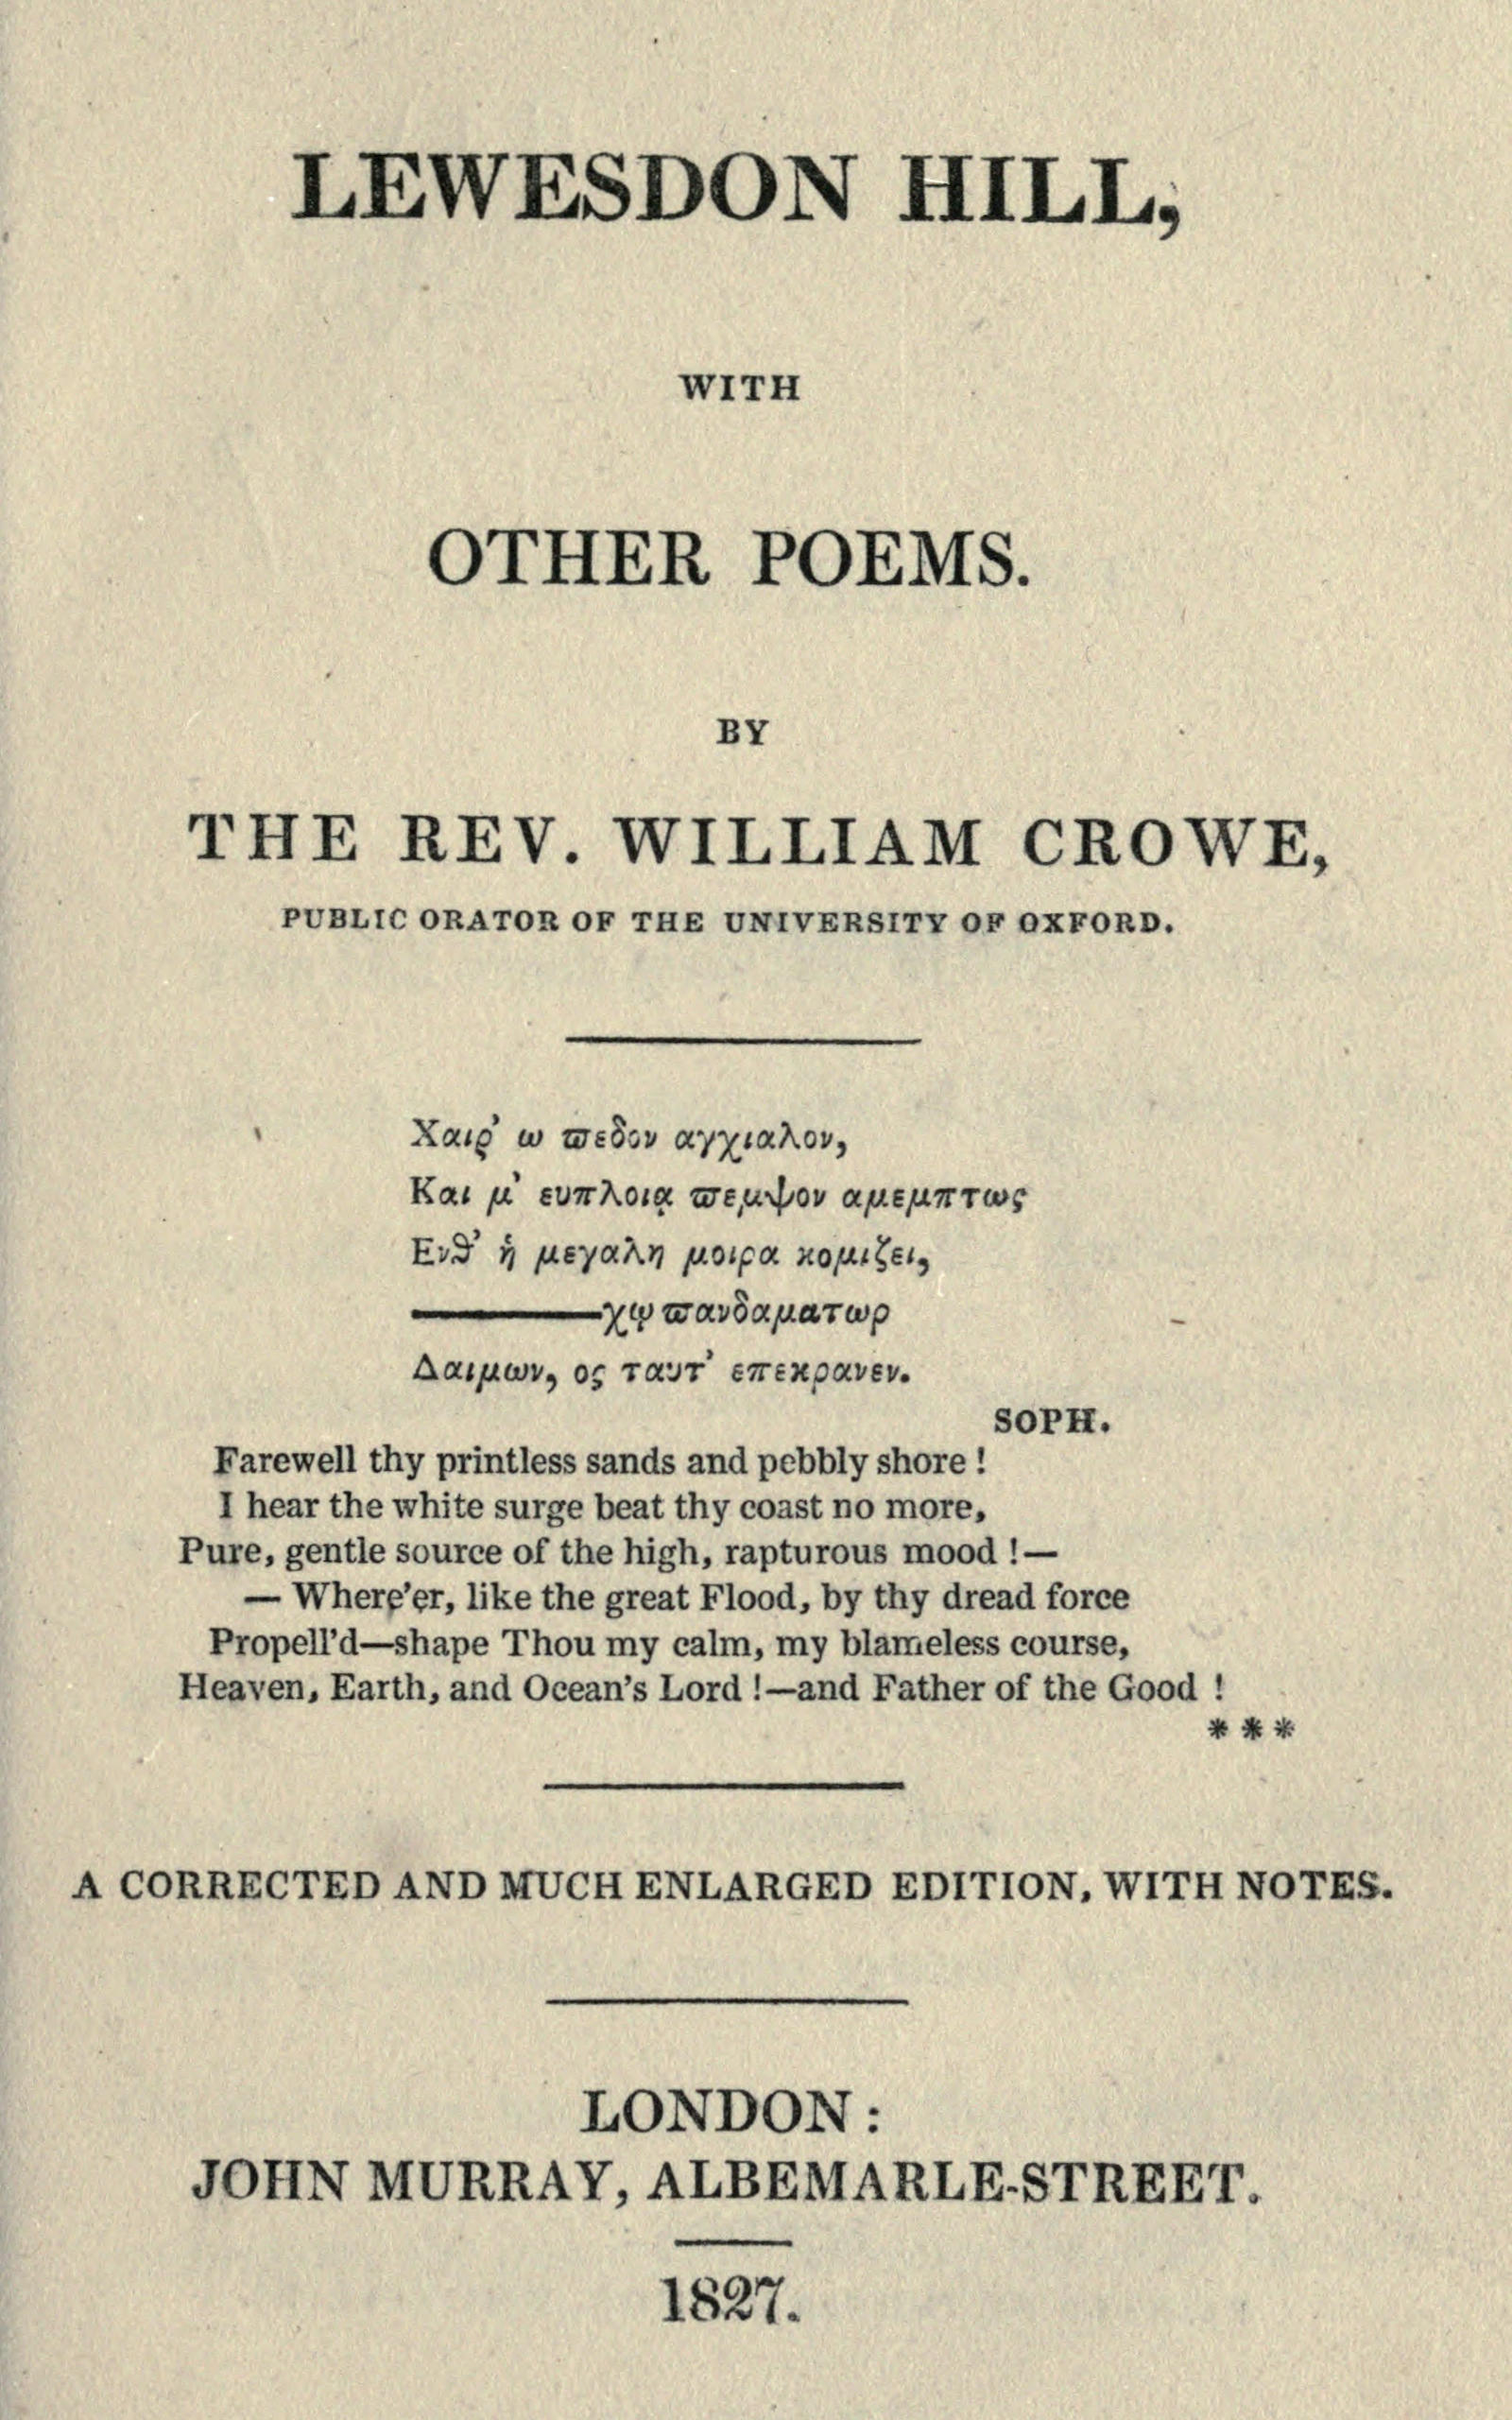 LEWESDON HILL,
WITH
OTHER POEMS.
BY
THE REV. WILLIAM CROWE,
PUBLIC ORATOR OF THE UNIVERSITY OF OXFORD.
Χαιρ' ω ϖεδον αγχιαλον,
Και μ' ευπλοιᾳ ϖεμψον αμεμπτως
Ενϑ' ἡ μεγαλη μοιρα κομιζει,
———χῳ ϖανδαματωρ
Δαιμων, ος ταυτ' επεκρανεν.
SOPH.
Farewell thy printless sands and pebbly shore !
I hear the white surge beat thy coast no more,
Pure, gentle source of the high, rapturous mood !—
— Where'er, like the great Flood, by thy dread force
Propell'd—shape Thou my calm, my blameless course,
Heaven, Earth, and Ocean's Lord !—and Father of the Good !
* * *
A CORRECTED AND MUCH ENLARGED EDITION, WITH NOTES.
LONDON :
JOHN MURRAY, ALBEMARLE-STREET.
1827.